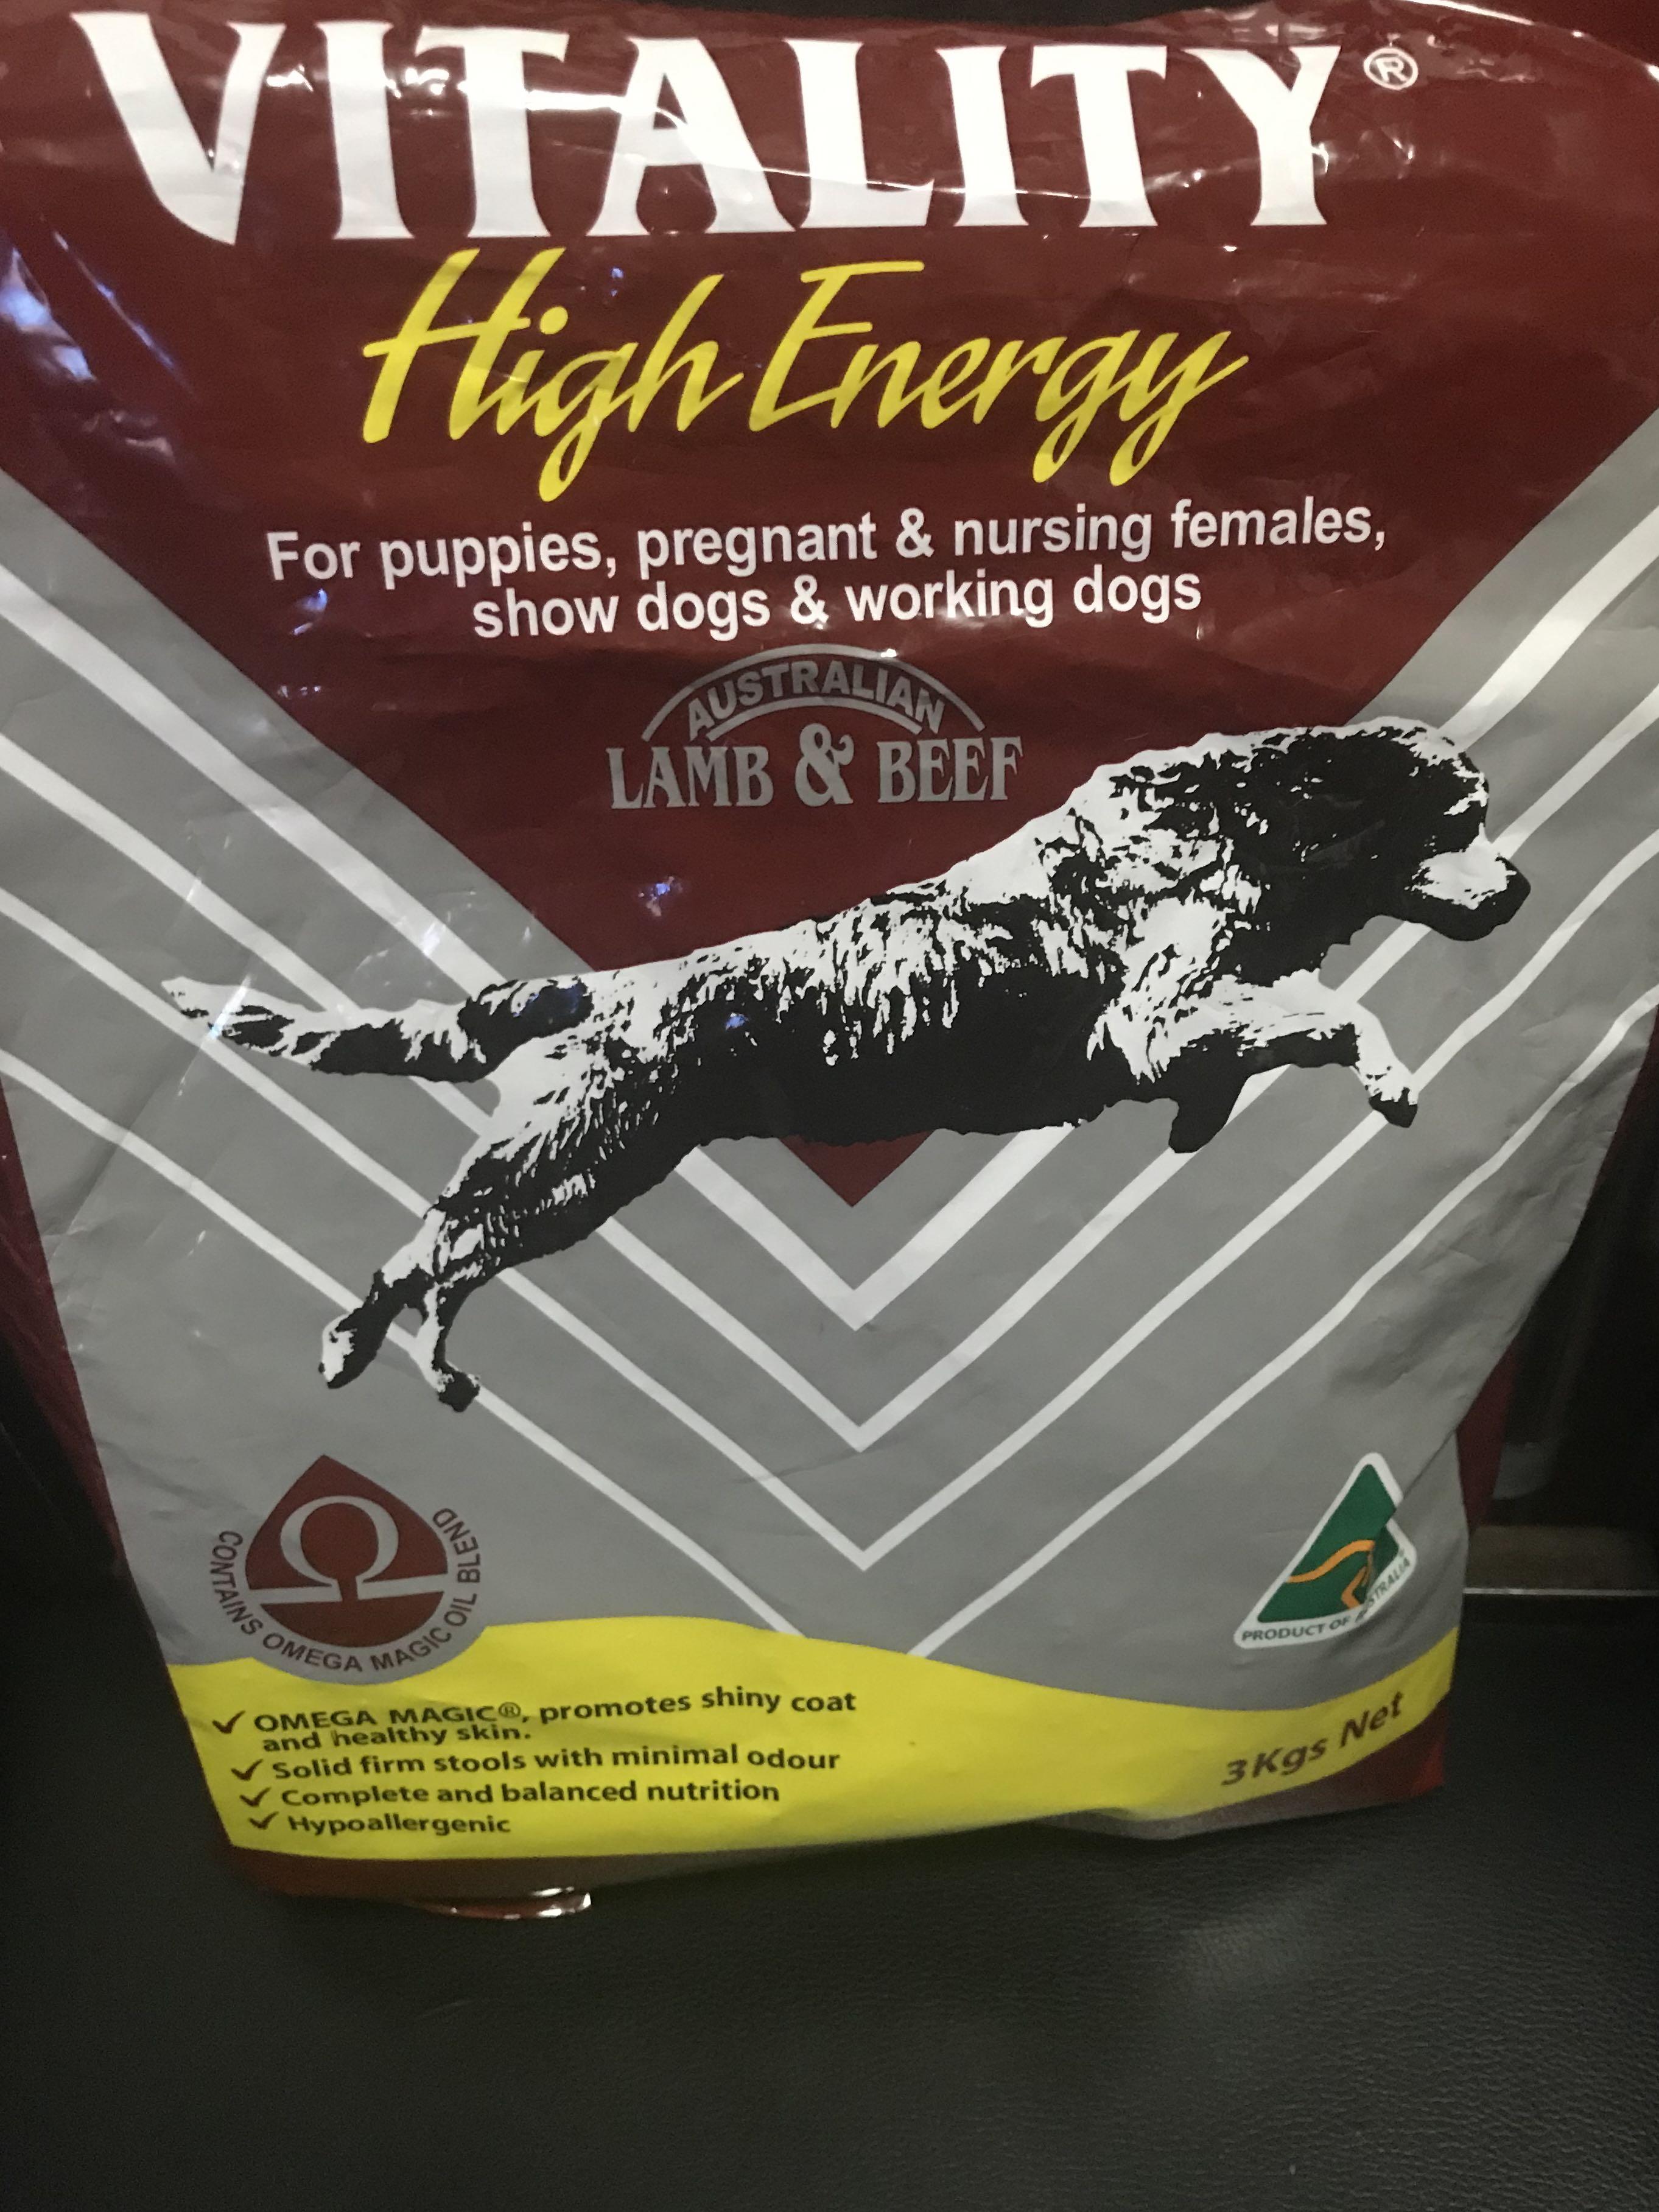 VITALITY®
High Energy
For puppies, pregnant & nursing females,
show dogs & working dogs
AUSTRALIAN
LAMB & BEEF
CONTAINS OMEGA MAGIC OIL BLEND
PRODUCT OF AUSTRALIA
✓ OMEGA MAGIC®, promotes shiny coat
and healthy skin.
✓ Solid firm stools with minimal odour
✓ Complete and balanced nutrition
✓ Hypoallergenic
3Kgs Net